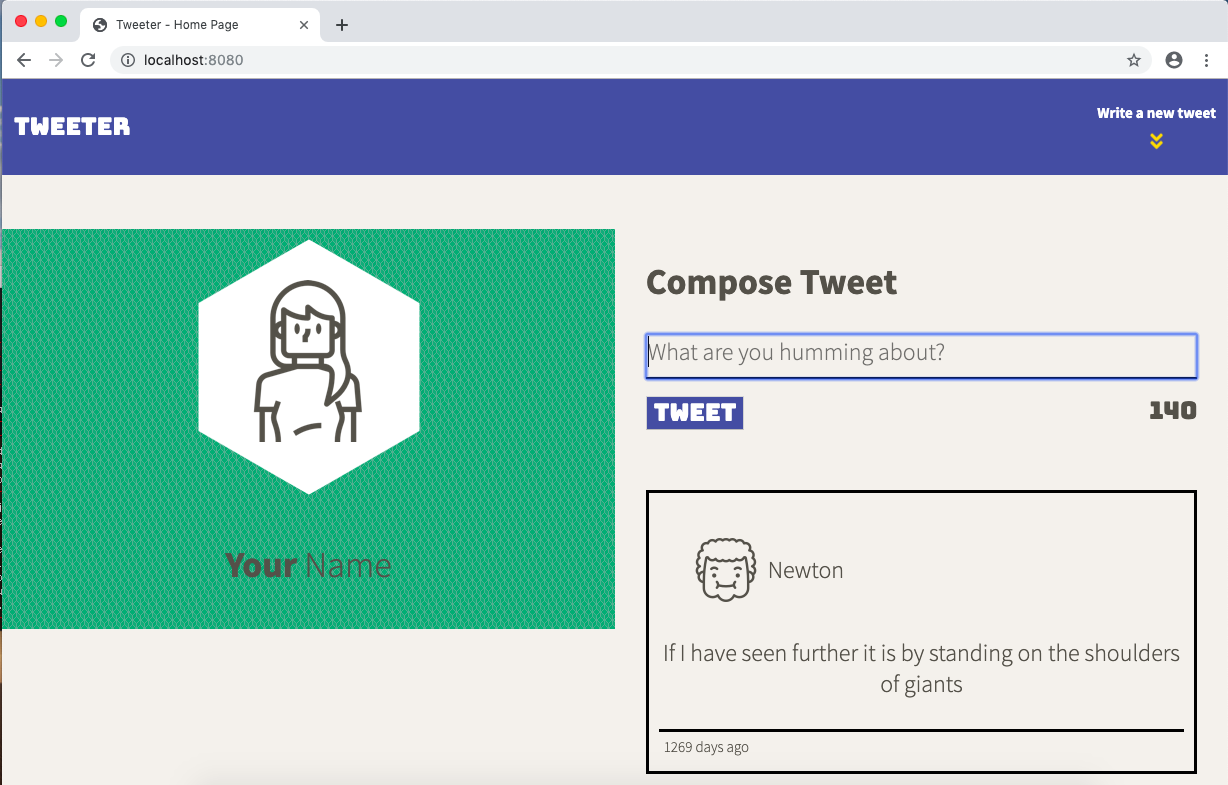 Tweeter - Home Page
localhost:8080
TWEETER
Write a new tweet
Your Name
Compose Tweet
What are you humming about?
TWEET
140
Newton
If I have seen further it is by standing on the shoulders
of giants
1269 days ago